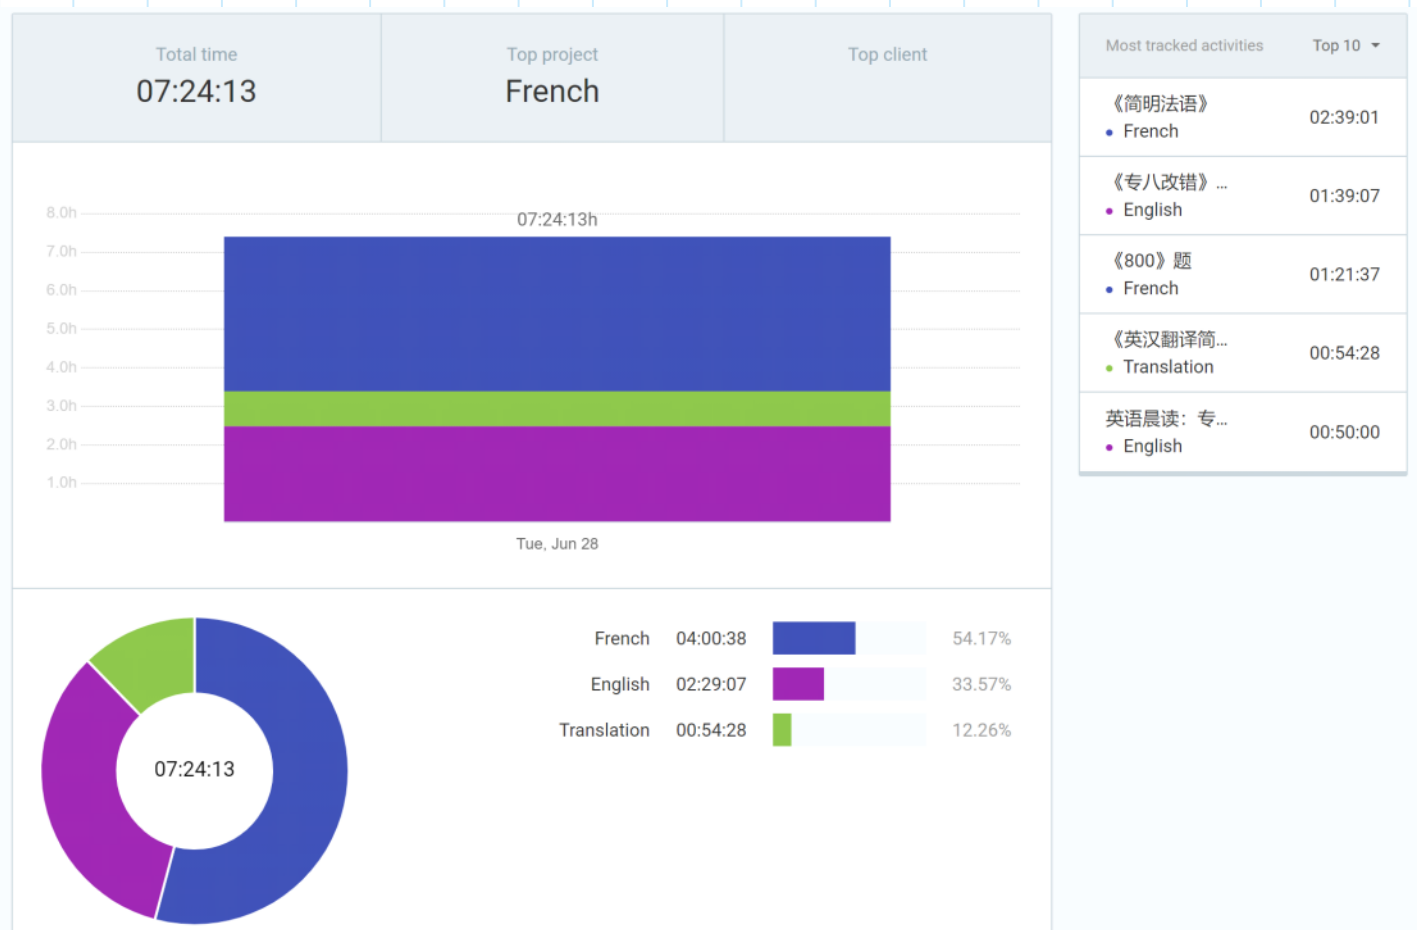 Total time
07:24:13
Top project
French
Top client
8.0h
7.0h
6.0h
5.0h
4.0h
3.0h
2.0h
1.0h
07:24:13h
Tue, Jun 28
07:24:13
French 04:00:38 54.17%
English 02:29:07 33.57%
Translation 00:54:28 12.26%
Most tracked activities Top 10
《简明法语》
French
02:39:01
《专八改错》...
English
01:39:07
《800》题
French
01:21:37
《英汉翻译简...
Translation
00:54:28
英语晨读：专...
English
00:50:00